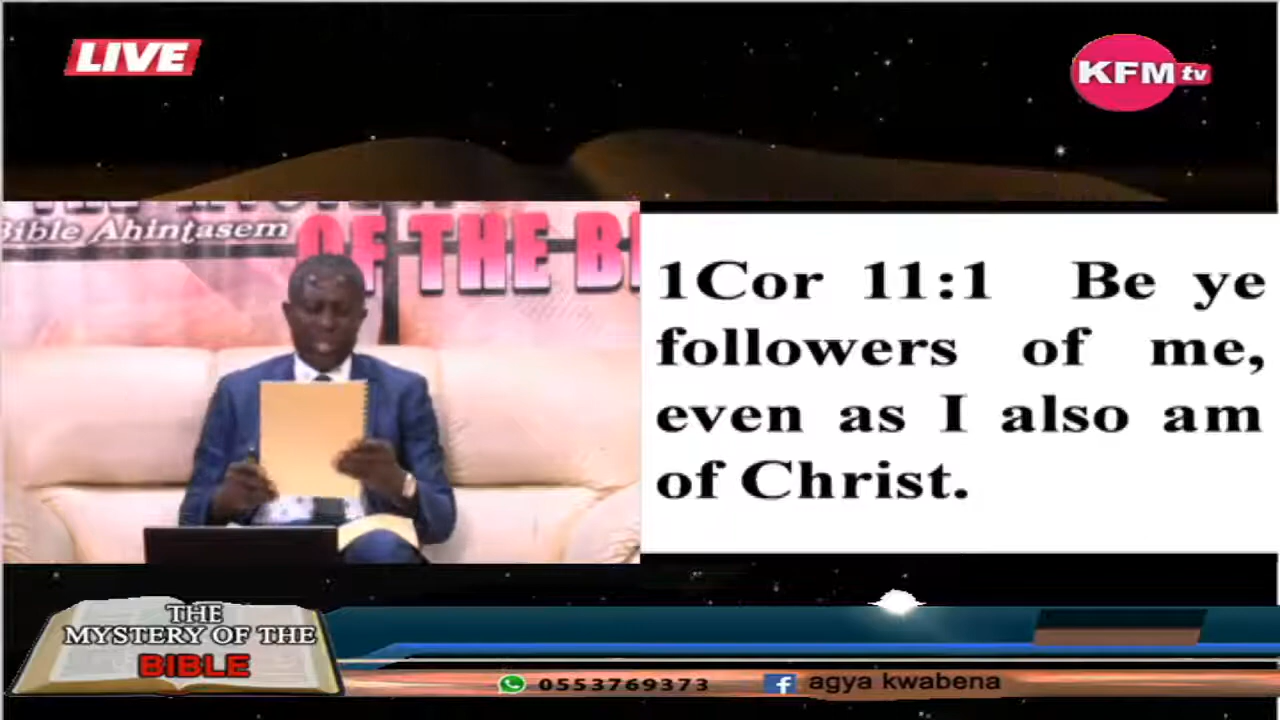 LIVE
KFM tv
Bible Ahintasem
OF THE BI
1Cor 11:1 Be ye
followers of me,
even as I also am
of Christ.
THE
MYSTERY OF THE
BIBLE
0553769373
agya kwabena